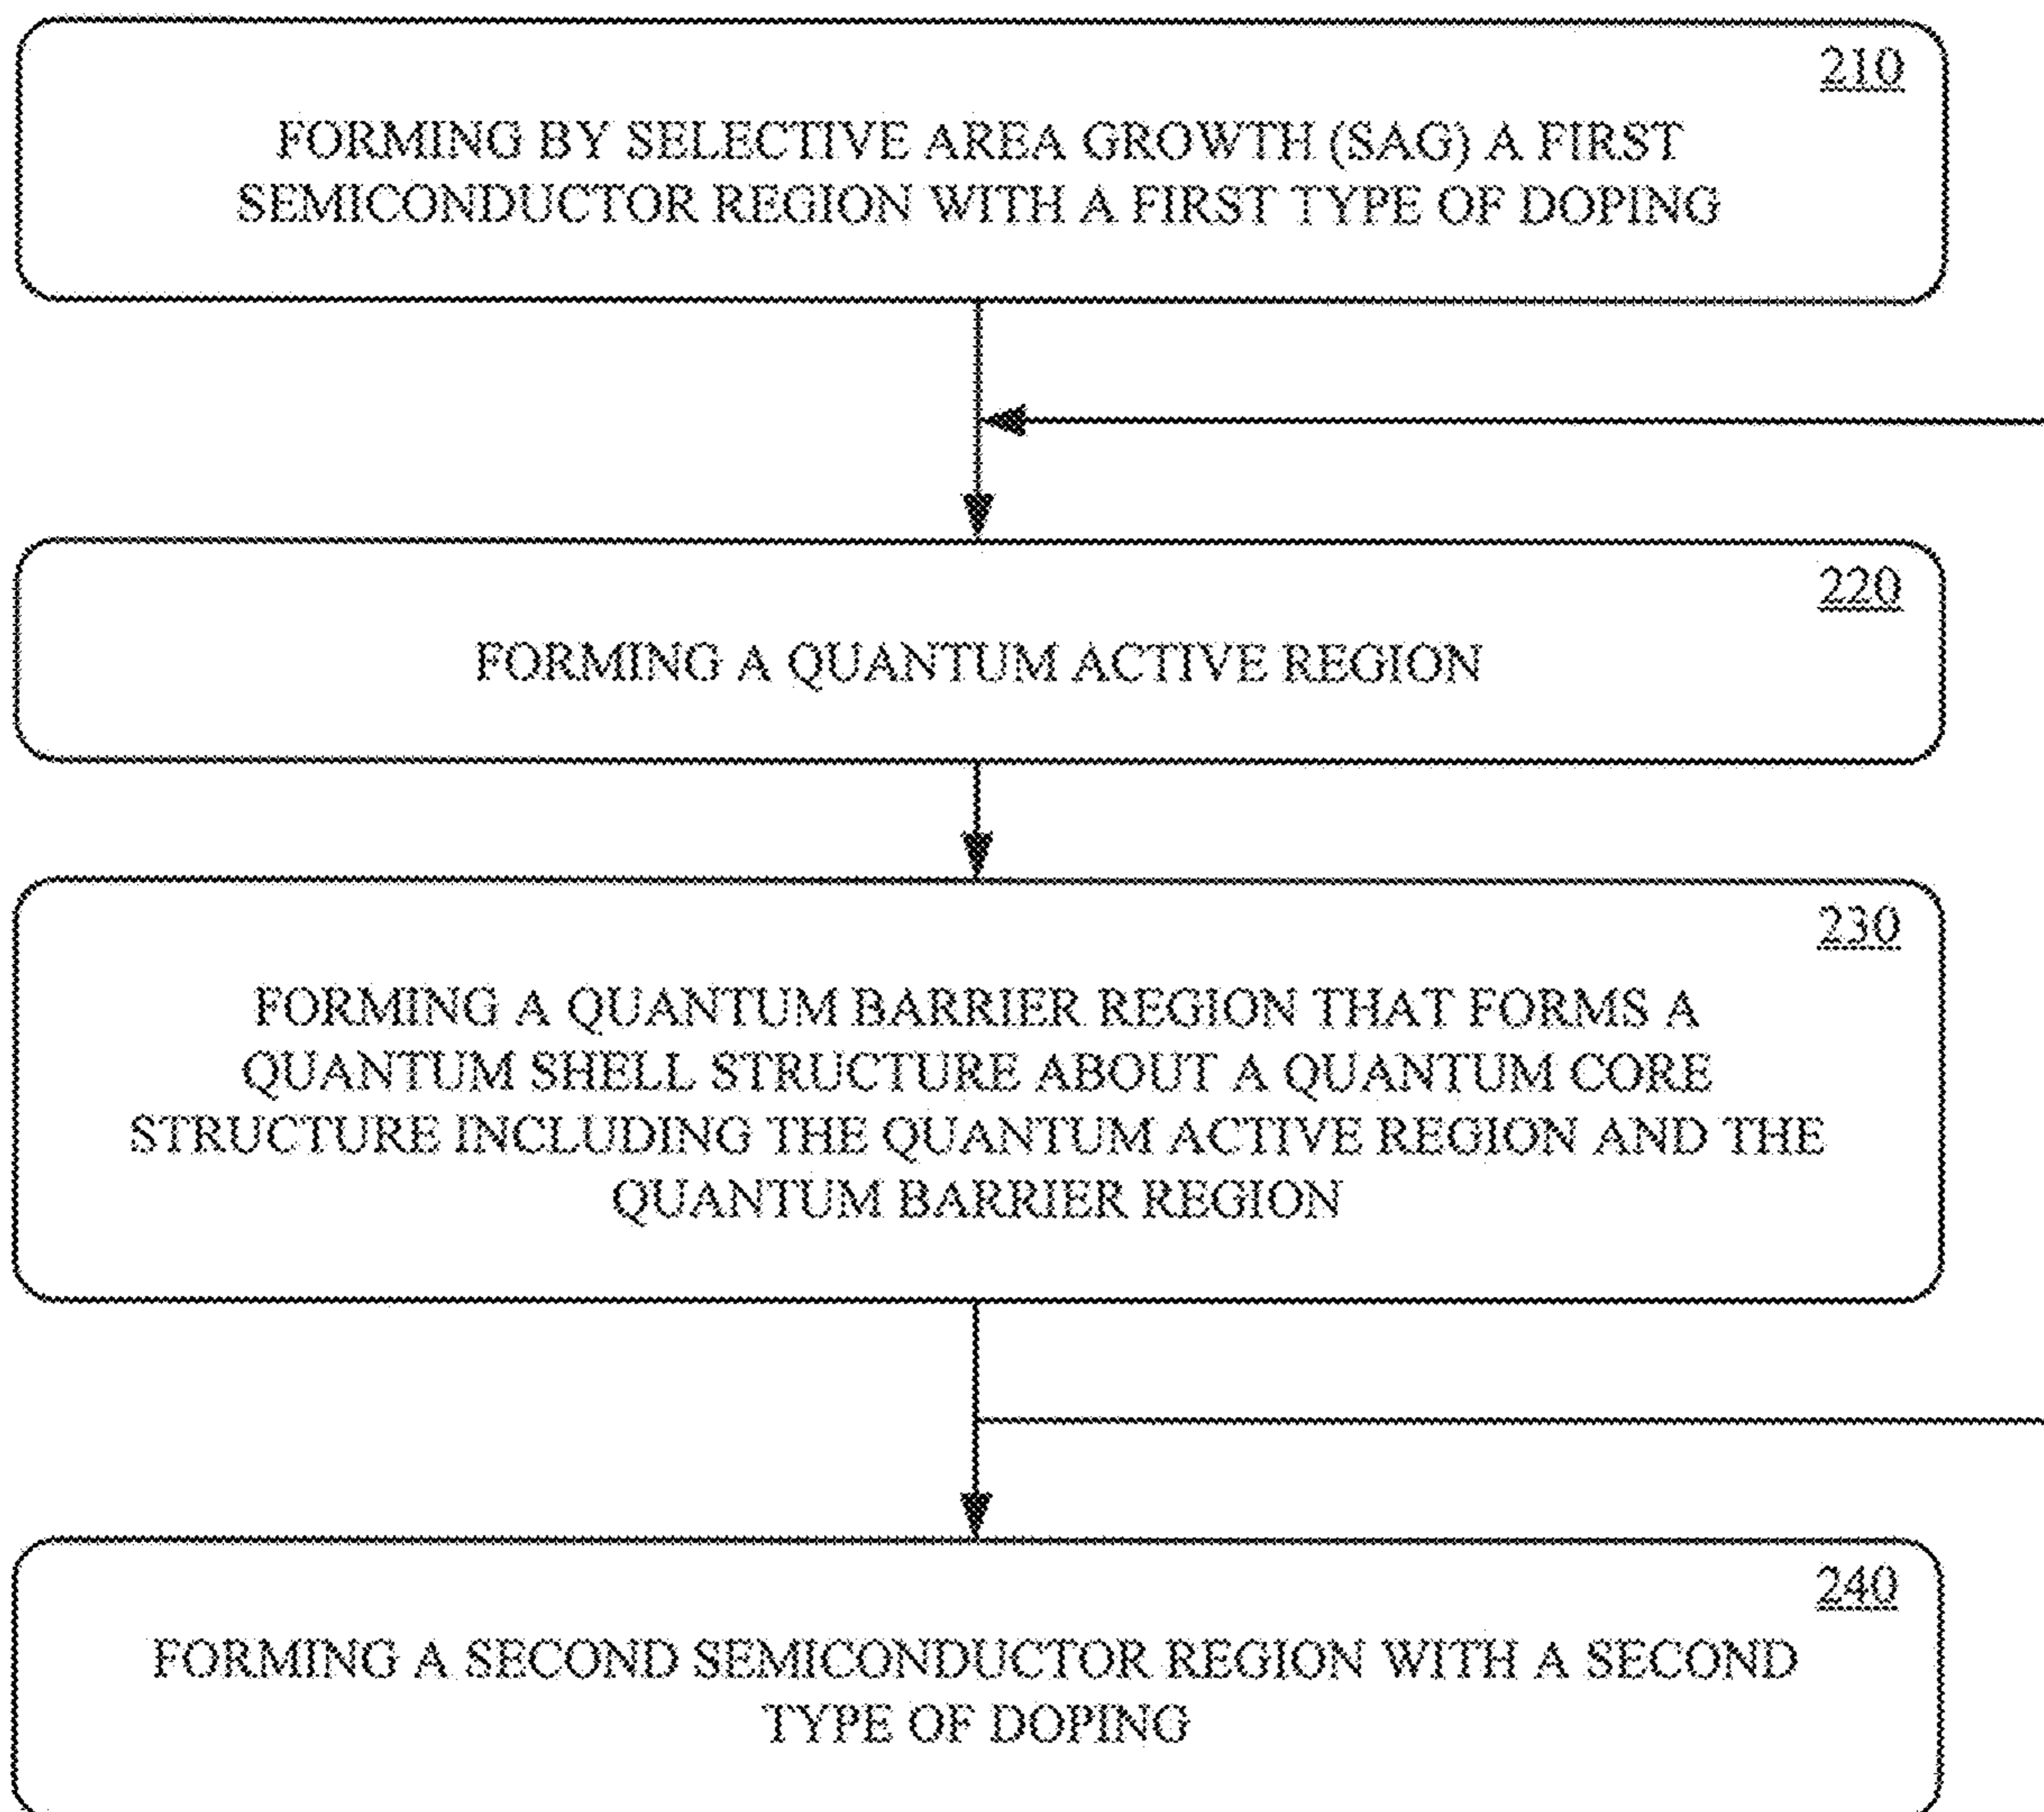 210
FORMING BY SELECTIVE AREA GROWTH (SAG) A FIRST
SEMICONDUCTOR REGION WITH A FIRST TYPE OF DOPING
220
FORMING A QUANTUM ACTIVE REGION
230
FORMING A QUANTUM BARRIER REGION THAT FORMS A
QUANTUM SHELL STRUCTURE ABOUT A QUANTUM CORE
STRUCTURE INCLUDING THE QUANTUM ACTIVE REGION AND THE
QUANTUM BARRIER REGION
240
FORMING A SECOND SEMICONDUCTOR REGION WITH A SECOND
TYPE OF DOPING